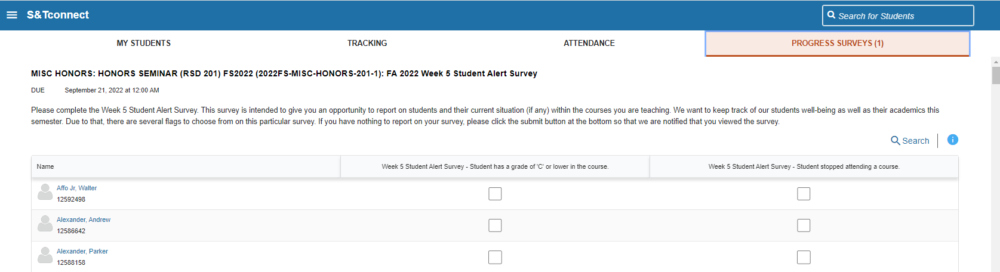 S&Tconnect
Search for Students
MY STUDENTS
TRACKING
ATTENDANCE
PROGRESS SURVEYS (1)
MISC HONORS: HONORS SEMINAR (RSD 201) FS2022 (2022FS-MISC-HONORS-201-1): FA 2022 Week 5 Student Alert Survey
DUE September 21, 2022 at 12:00 AM
Please complete the Week 5 Student Alert Survey. This survey is intended to give you an opportunity to report on students and their current situation (if any) within the courses you are teaching. We want to keep track of our students well-being as well as their academics this
semester. Due to that, there are several flags to choose from on this particular survey. If you have nothing to report on your survey, please click the submit button at the bottom so that we are notified that you viewed the survey.
Search
Name
Week 5 Student Alert Survey - Student has a grade of 'C' or lower in the course.
Week 5 Student Alert Survey - Student stopped attending a course.
Affo Jr, Walter
12592498
Alexander, Andrew
12586642
Alexander, Parker
12588158